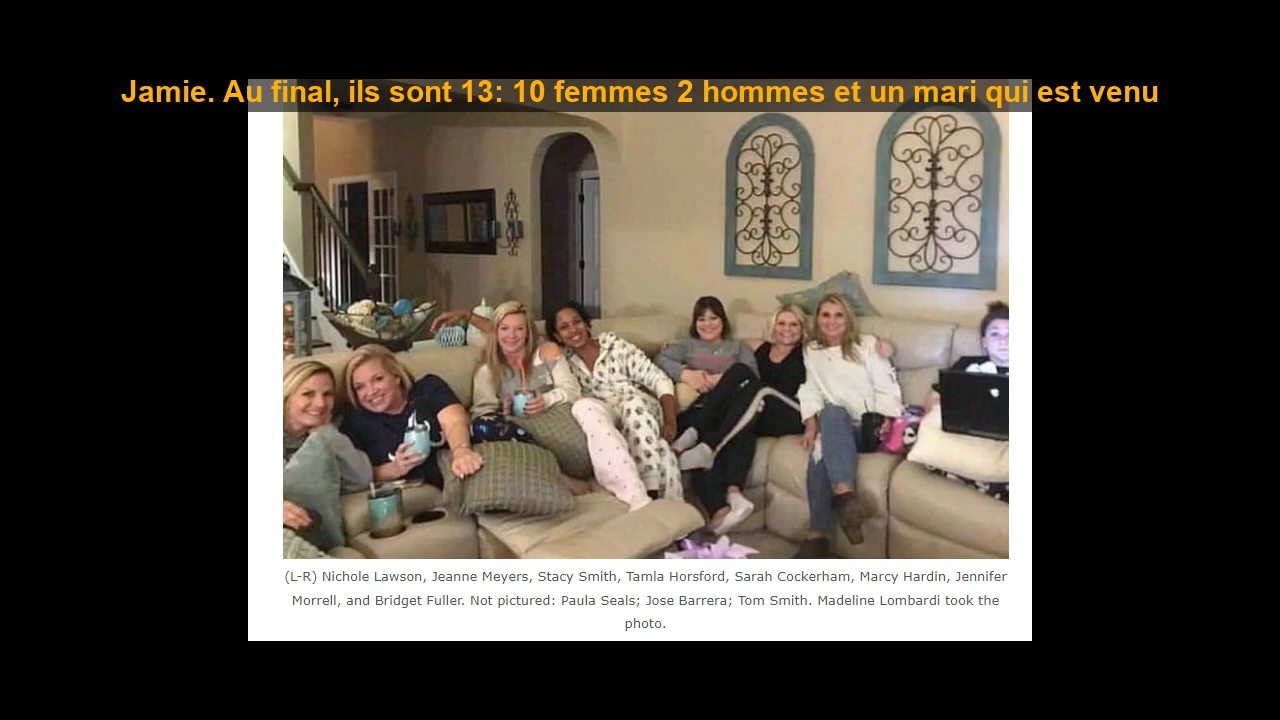 Jamie. Au final, ils sont 13: 10 femmes 2 hommes et un mari qui est venu
(L-R) Nichole Lawson, Jeanne Meyers, Stacy Smith, Tamla Horsford, Sarah Cockerham, Marcy Hardin, Jennifer
Morrell, and Bridget Fuller. Not pictured: Paula Seals; Jose Barrera; Tom Smith. Madeline Lombardi took the
photo.